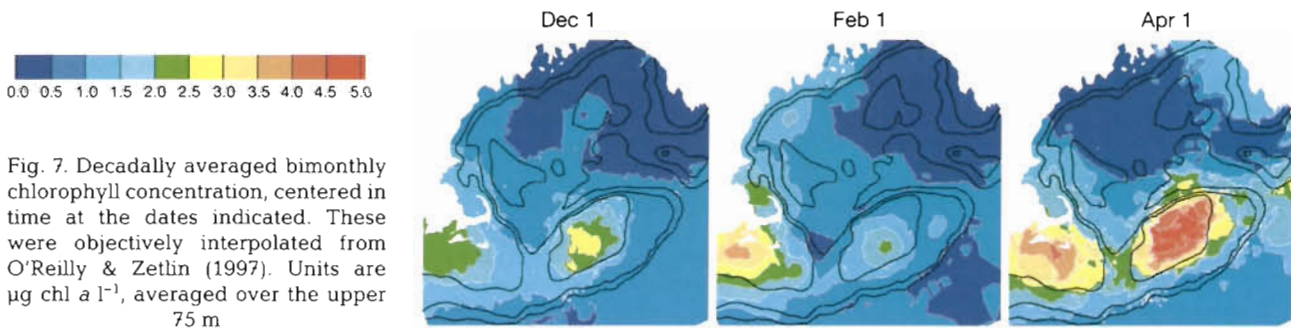 Dec 1
Feb 1
Apr 1
0.0 0.5 1.0 1.5 2.0 2.5 3.0 3.5 4.0 4.5 5.0
Fig. 7. Decadally averaged bimonthly
chlorophyll concentration, centered in
time at the dates indicated. These
were objectively interpolated from
O'Reilly & Zetlin (1997). Units are
µg chl a l⁻¹, averaged over the upper
75 m